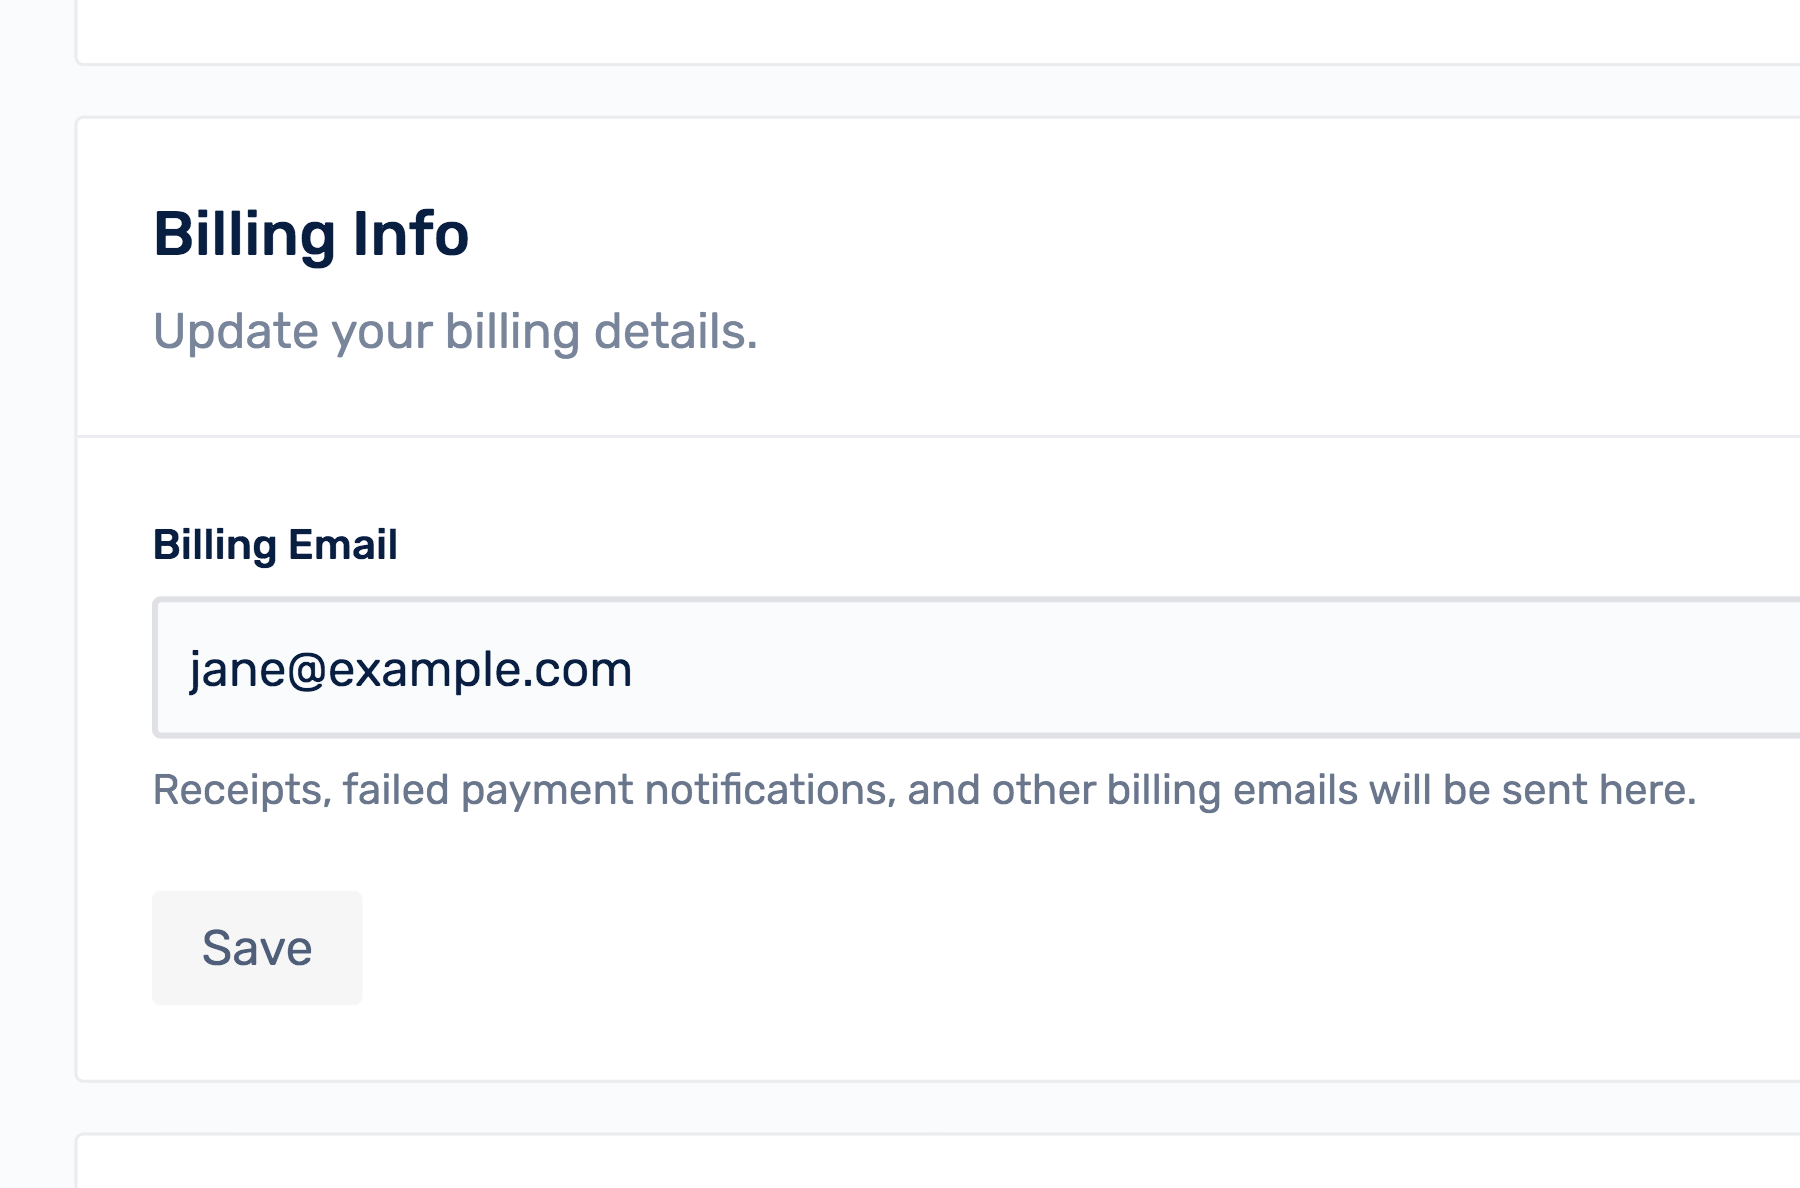 Billing Info
Update your billing details.
Billing Email
jane@example.com
Receipts, failed payment notifications, and other billing emails will be sent here.
Save